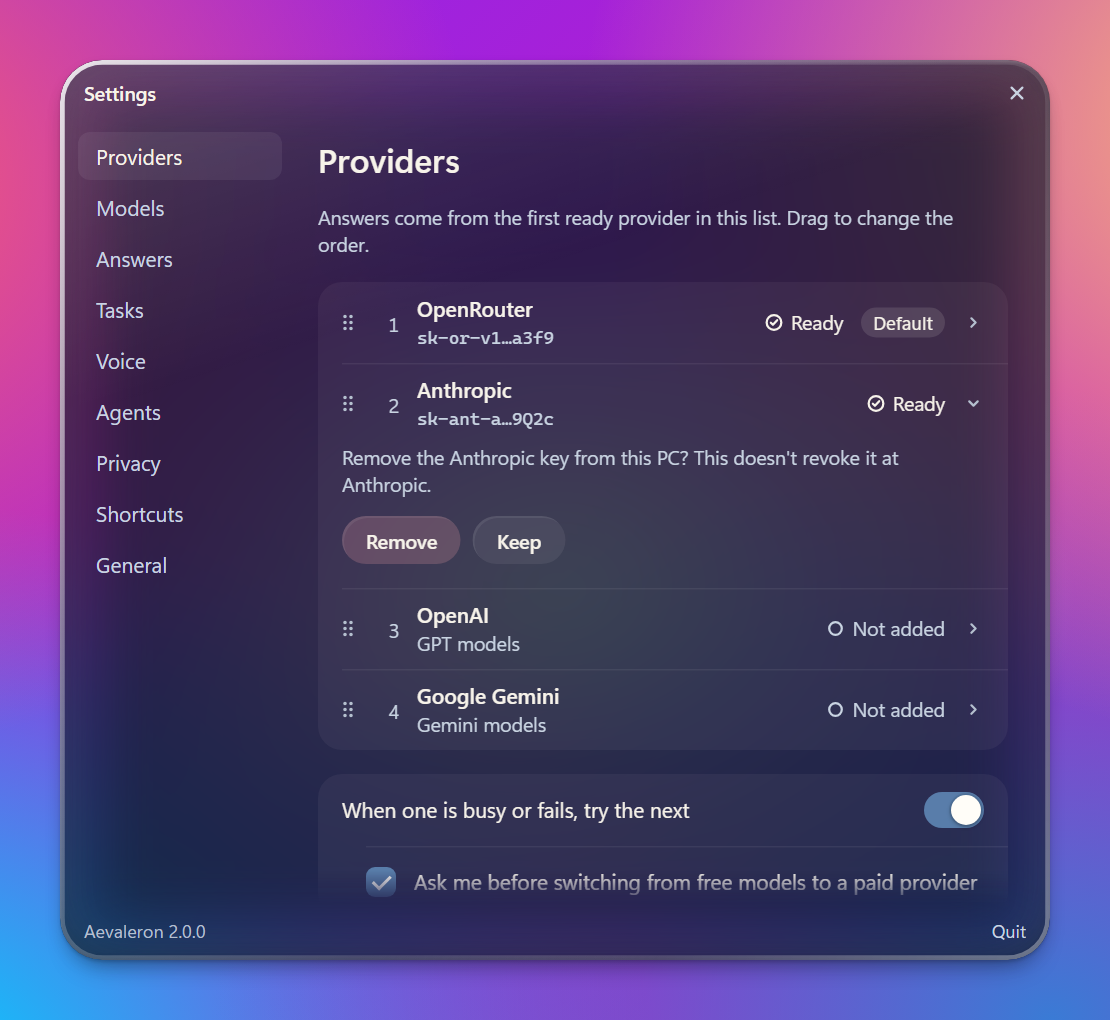 Settings
Providers
Models
Answers
Tasks
Voice
Agents
Privacy
Shortcuts
General
Providers
Answers come from the first ready provider in this list. Drag to change the
order.
1
OpenRouter
sk-or-v1…a3f9
Ready
Default
2
Anthropic
sk-ant-a…9Q2c
Ready
Remove the Anthropic key from this PC? This doesn't revoke it at
Anthropic.
Remove
Keep
3
OpenAI
GPT models
Not added
4
Google Gemini
Gemini models
Not added
When one is busy or fails, try the next
Ask me before switching from free models to a paid provider
Aevaleron 2.0.0
Quit